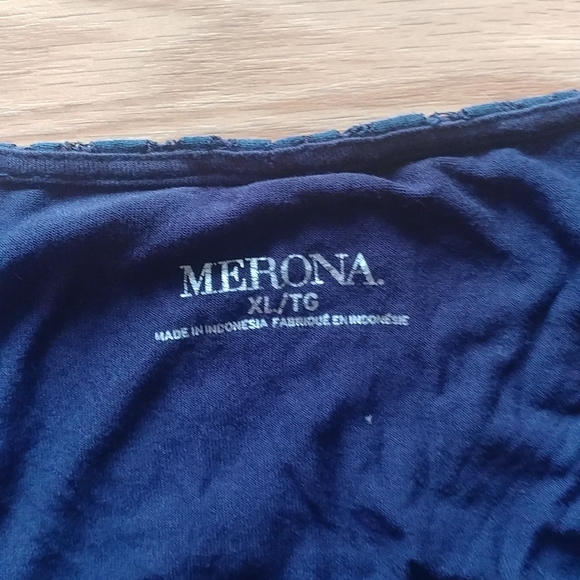 MERONA.
XL/TG
MADE IN INDONESIA FABRIQUÉ EN INDONÉSIE